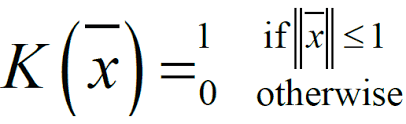 K(x̅) = 1 if ‖x̅‖ ≤ 1
0 otherwise